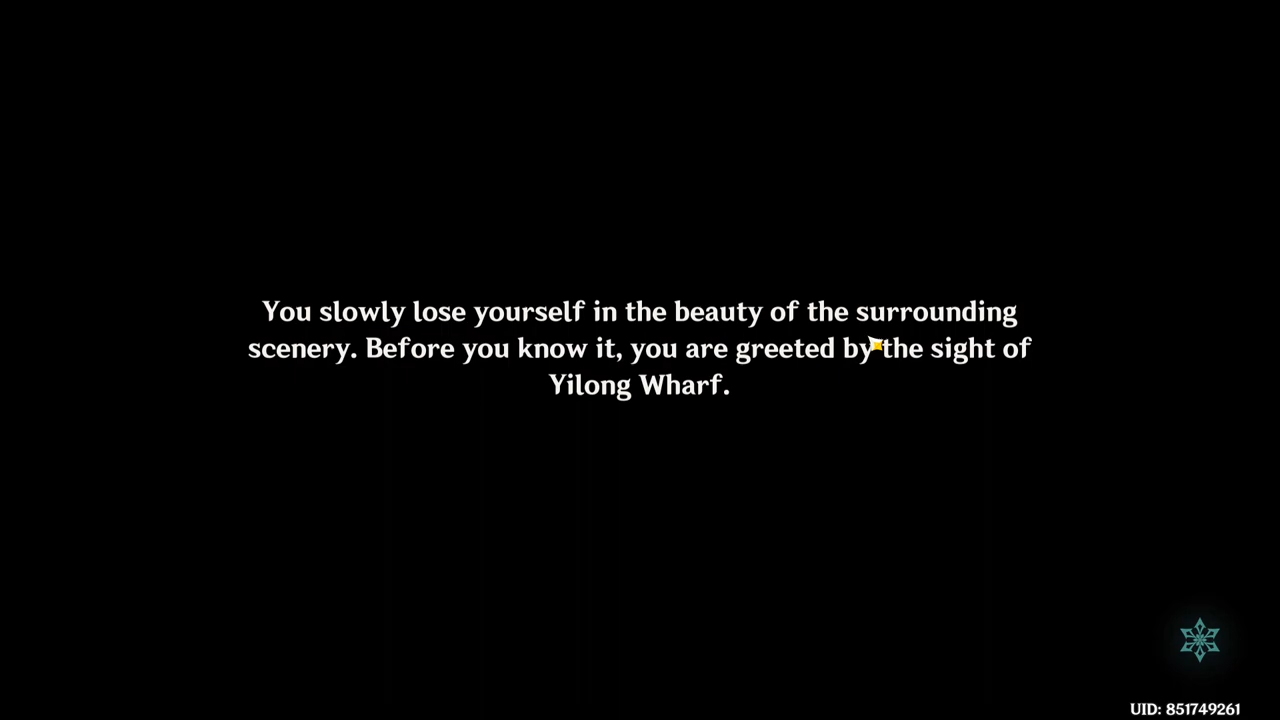 You slowly lose yourself in the beauty of the surrounding
scenery. Before you know it, you are greeted by the sight of
Yilong Wharf.
UID: 851749261